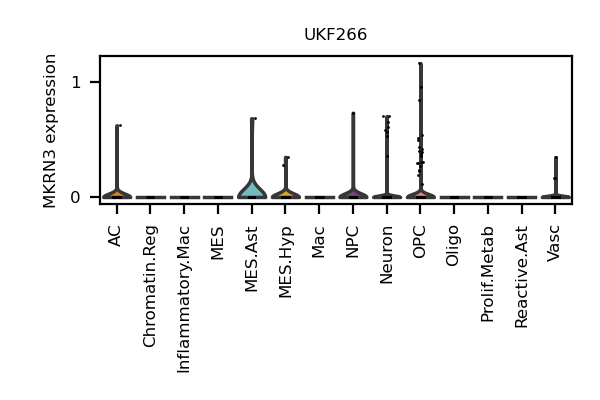 UKF266
MKRN3 expression
1
0
AC
Chromatin.Reg
Inflammatory.Mac
MES
MES.Ast
MES.Hyp
Mac
NPC
Neuron
OPC
Oligo
Prolif.Metab
Reactive.Ast
Vasc